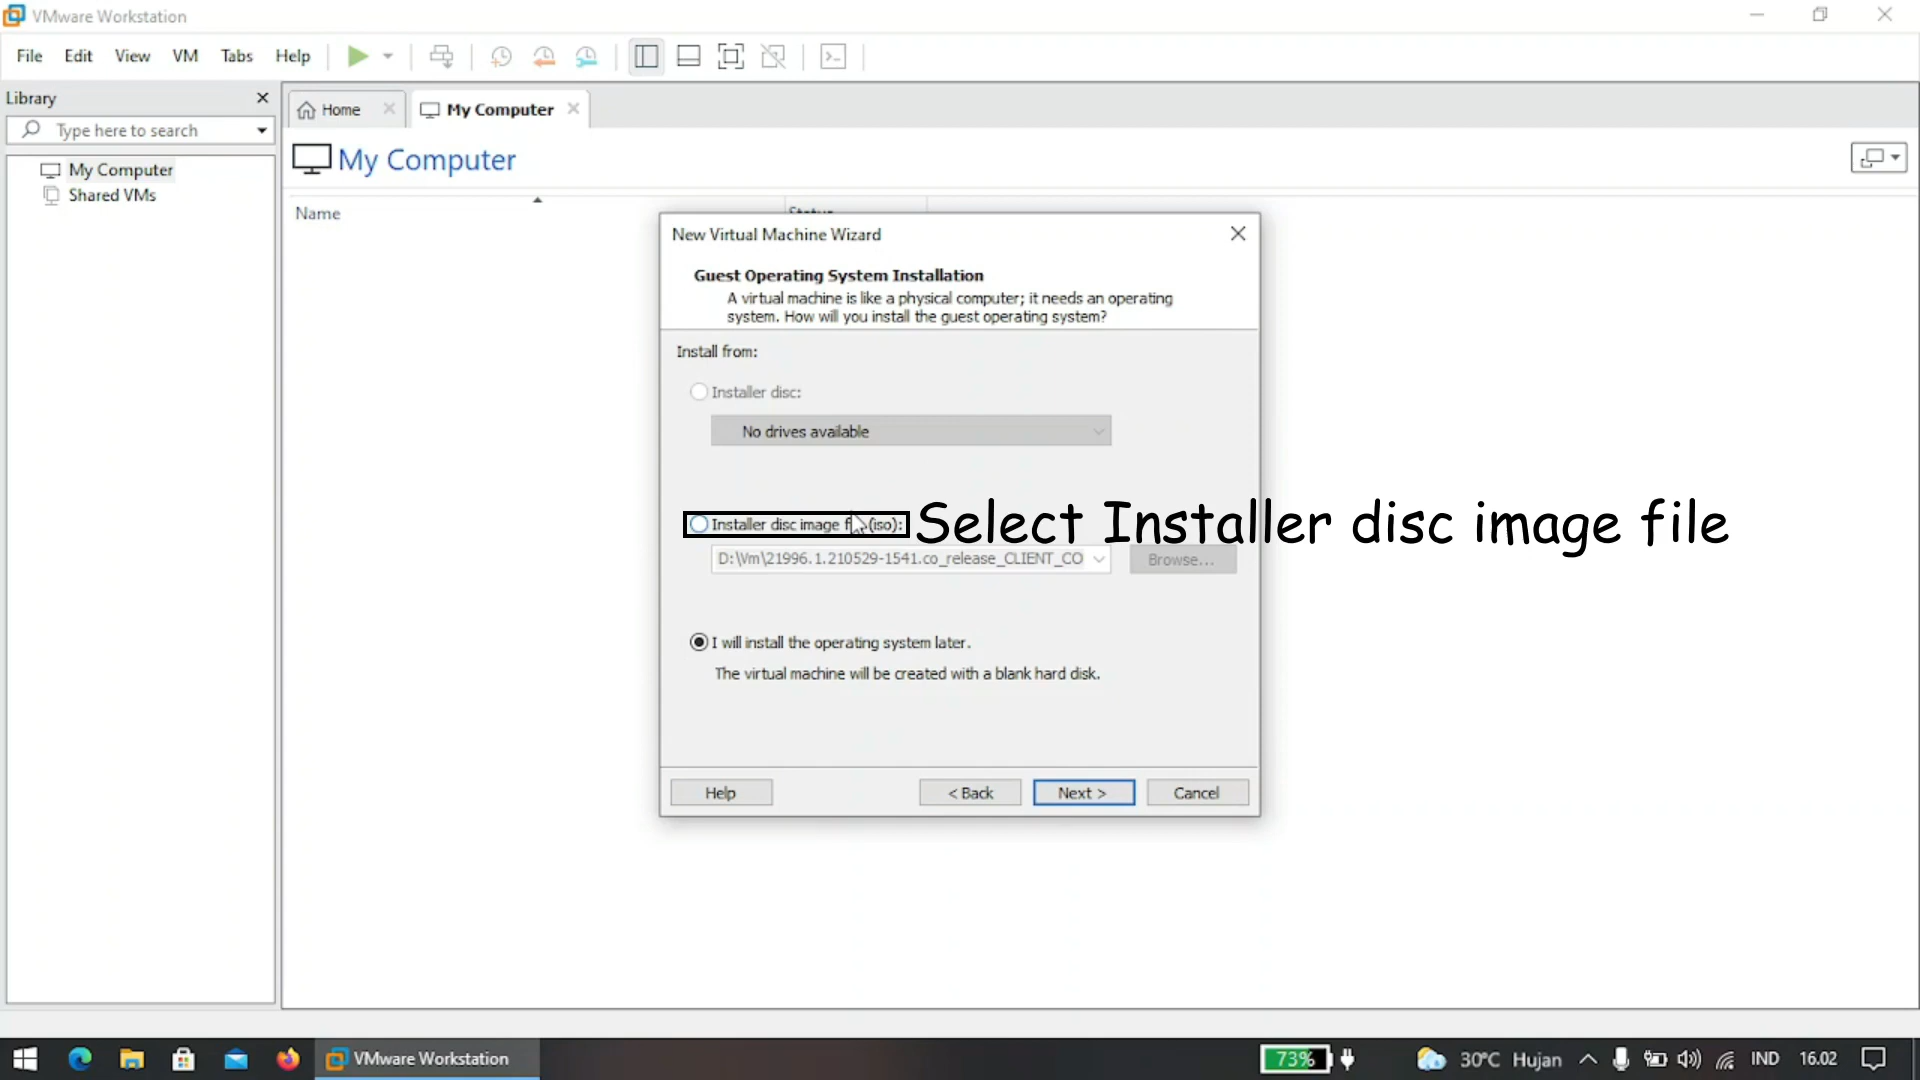 VMware Workstation
File Edit View VM Tabs Help
Library
Home
My Computer
Type here to search
My Computer
My Computer
Shared VMs
Name
New Virtual Machine Wizard
Guest Operating System Installation
A virtual machine is like a physical computer; it needs an operating
system. How will you install the guest operating system?
Install from:
Installer disc:
No drives available
Installer disc image (iso):
Select Installer disc image file
D:\Vm\21996.1.210529-1541.co_release_CLIENT_CO
Browse...
I will install the operating system later.
The virtual machine will be created with a blank hard disk.
Help
< Back
Next >
Cancel
VMware Workstation
73%
30°C Hujan
IND
16.02